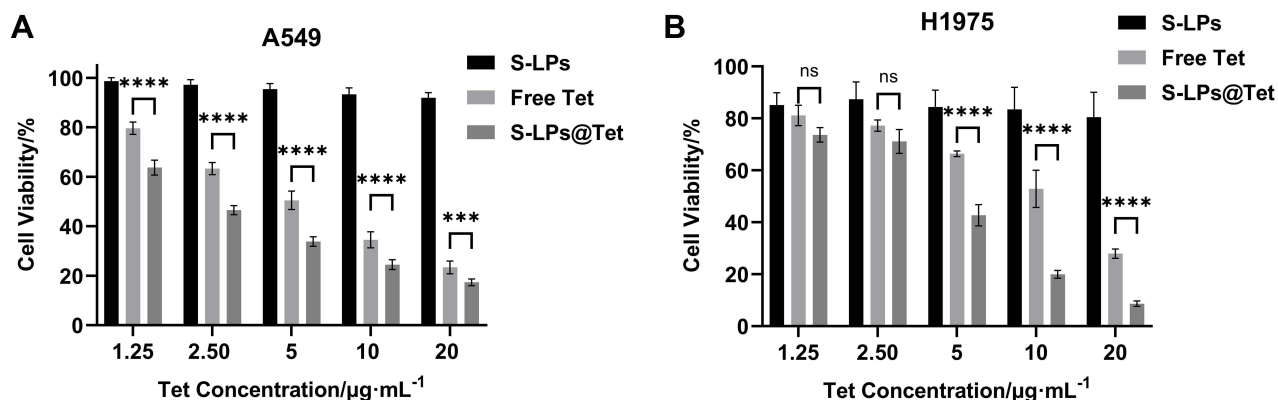 A
A549
S-LPs
Free Tet
S-LPs@Tet
Cell Viability/%
100
80
60
40
20
0
****
****
****
****
***
1.25 2.50 5 10 20
Tet Concentration/μg·mL⁻¹
B
H1975
S-LPs
Free Tet
S-LPs@Tet
Cell Viability/%
100
80
60
40
20
0
ns
ns
****
****
****
1.25 2.50 5 10 20
Tet Concentration/μg·mL⁻¹